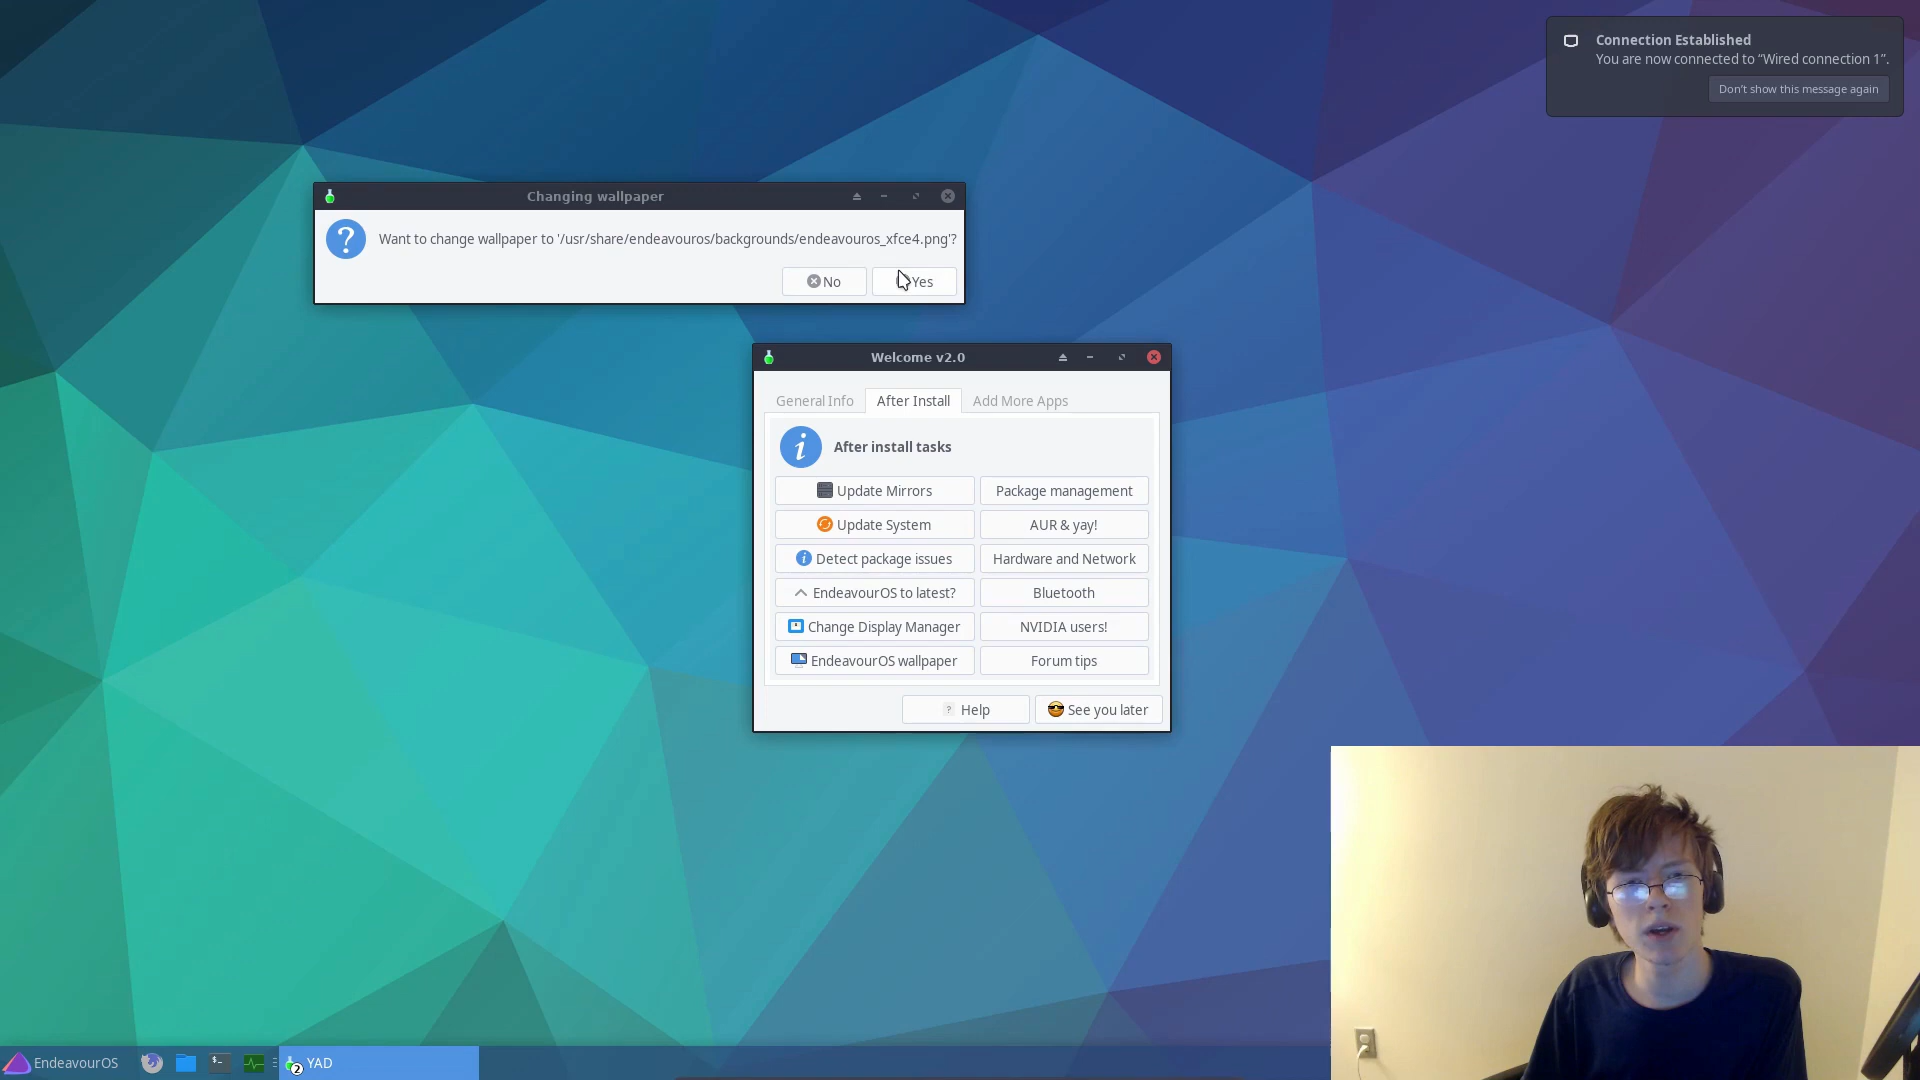 Connection Established
You are now connected to “Wired connection 1”.
Don't show this message again
Changing wallpaper
Want to change wallpaper to '/usr/share/endeavouros/backgrounds/endeavouros_xfce4.png'?
No
Yes
Welcome v2.0
General Info
After Install
Add More Apps
After install tasks
Update Mirrors
Package management
Update System
AUR & yay!
Detect package issues
Hardware and Network
EndeavourOS to latest?
Bluetooth
Change Display Manager
NVIDIA users!
EndeavourOS wallpaper
Forum tips
Help
See you later
EndeavourOS
2
YAD